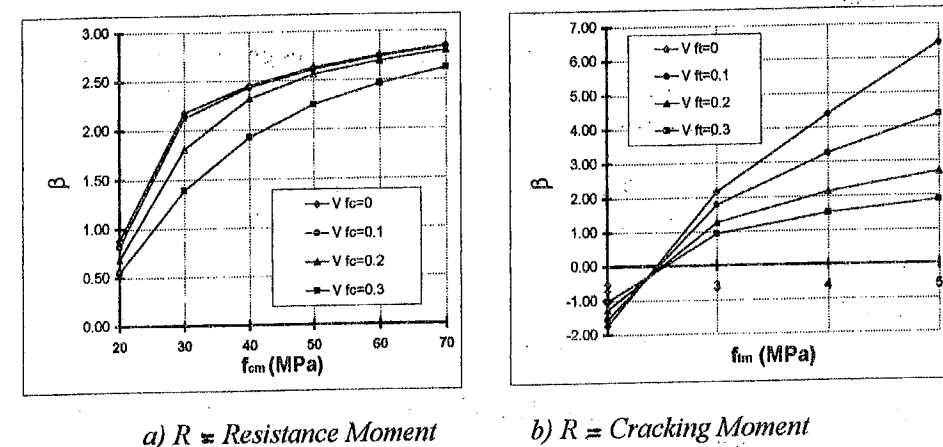 3.00
2.50
2.00
1.50
1.00
0.50
0.00
β
20 30 40 50 60 70
fcm (MPa)
V fc=0
V fc=0.1
V fc=0.2
V fc=0.3
a) R = Resistance Moment
7.00
6.00
5.00
4.00
3.00
2.00
1.00
0.00
-1.00
-2.00
β
3 4 5
ftm (MPa)
V ft=0
V ft=0.1
V ft=0.2
V ft=0.3
b) R = Cracking Moment